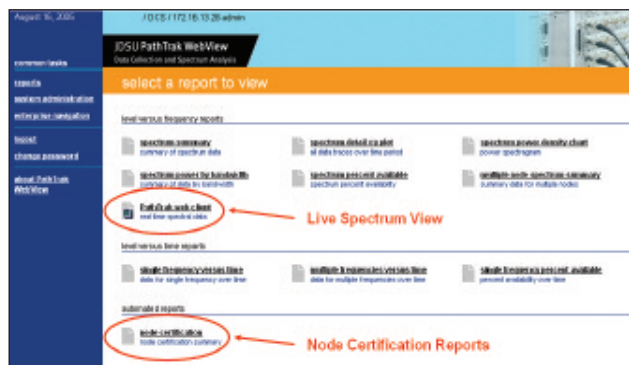 August 16, 2005
/ DCS / 172.16.13.28-admin
JDSU PathTrak WebView
Data Collection and Spectrum Analysis
common tasks
select a report to view
reports
system administration
enterprise navigation
logout
change password
about PathTrak WebView
level versus frequency reports
spectrum summary
summary of spectrum data
spectrum detail co plot
all data traces over time period
spectrum power density chart
power spectrogram
spectrum power by bandwidth
summary of data by bandwidth
spectrum percent available
spectrum percent availability
multiple node spectrum summary
summary data for multiple nodes
PathTrak web client
real time spectral data
Live Spectrum View
level versus time reports
single frequency versus time
data for single frequency over time
multiple frequencies versus time
data for multiple frequencies over time
single frequency percent available
percent availability over time
automated reports
node certification
node certification summary
Node Certification Reports